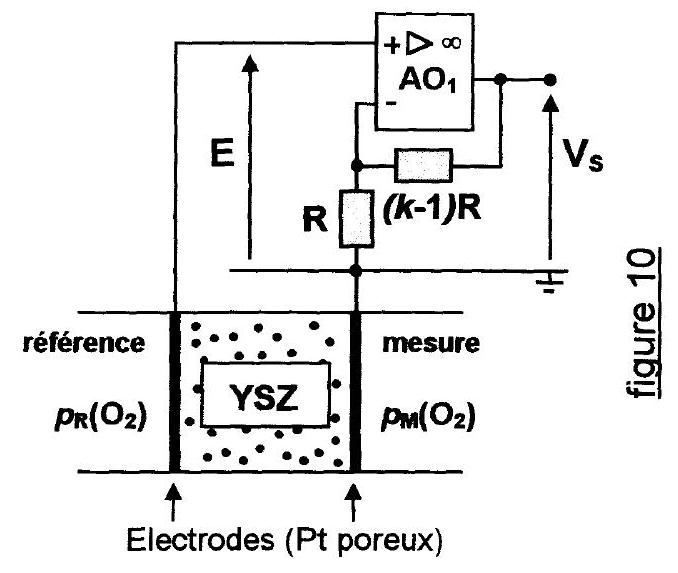 + ▷ ∞
AO₁
-
E
Vs
(k-1)R
R
référence
mesure
YSZ
pR(O₂)
pM(O₂)
Electrodes (Pt poreux)
figure 10